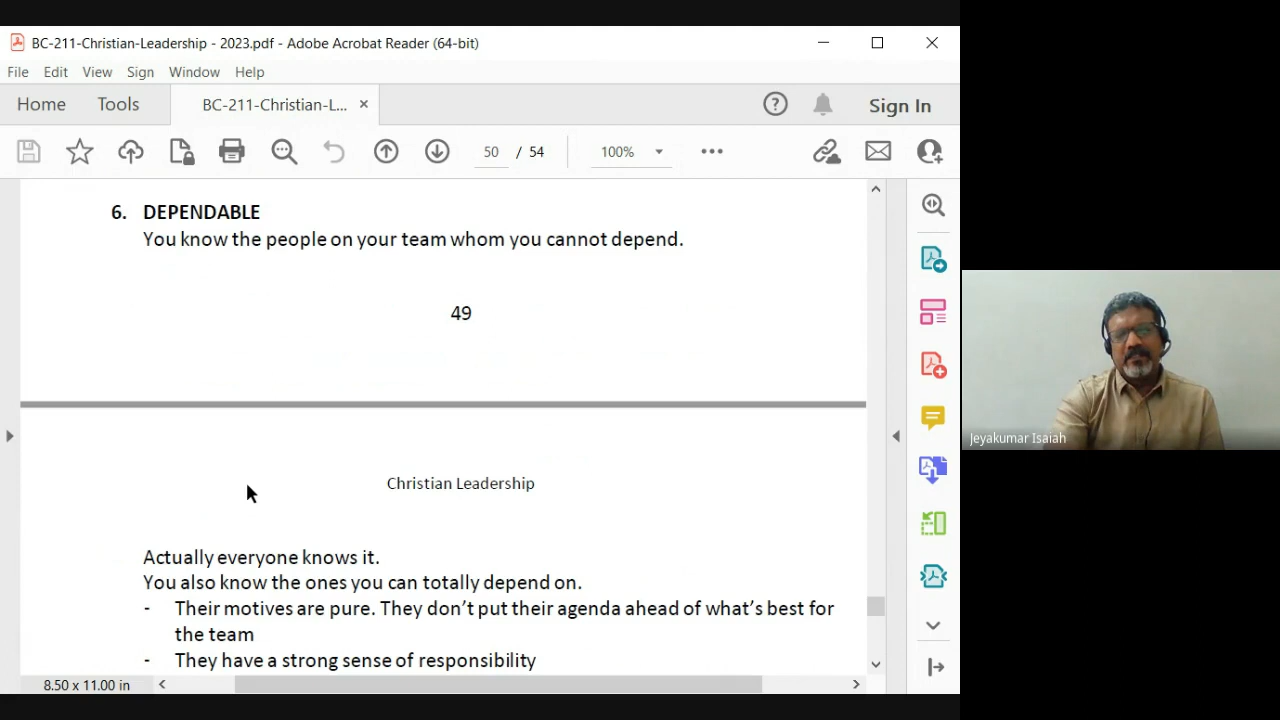 BC-211-Christian-Leadership - 2023.pdf - Adobe Acrobat Reader (64-bit)
File Edit View Sign Window Help
Home Tools BC-211-Christian-L... × Sign In
50 / 54 100%
6. DEPENDABLE
You know the people on your team whom you cannot depend.
49
Christian Leadership
Actually everyone knows it.
You also know the ones you can totally depend on.
- Their motives are pure. They don't put their agenda ahead of what's best for
the team
- They have a strong sense of responsibility
8.50 x 11.00 in
Jeyakumar Isaiah